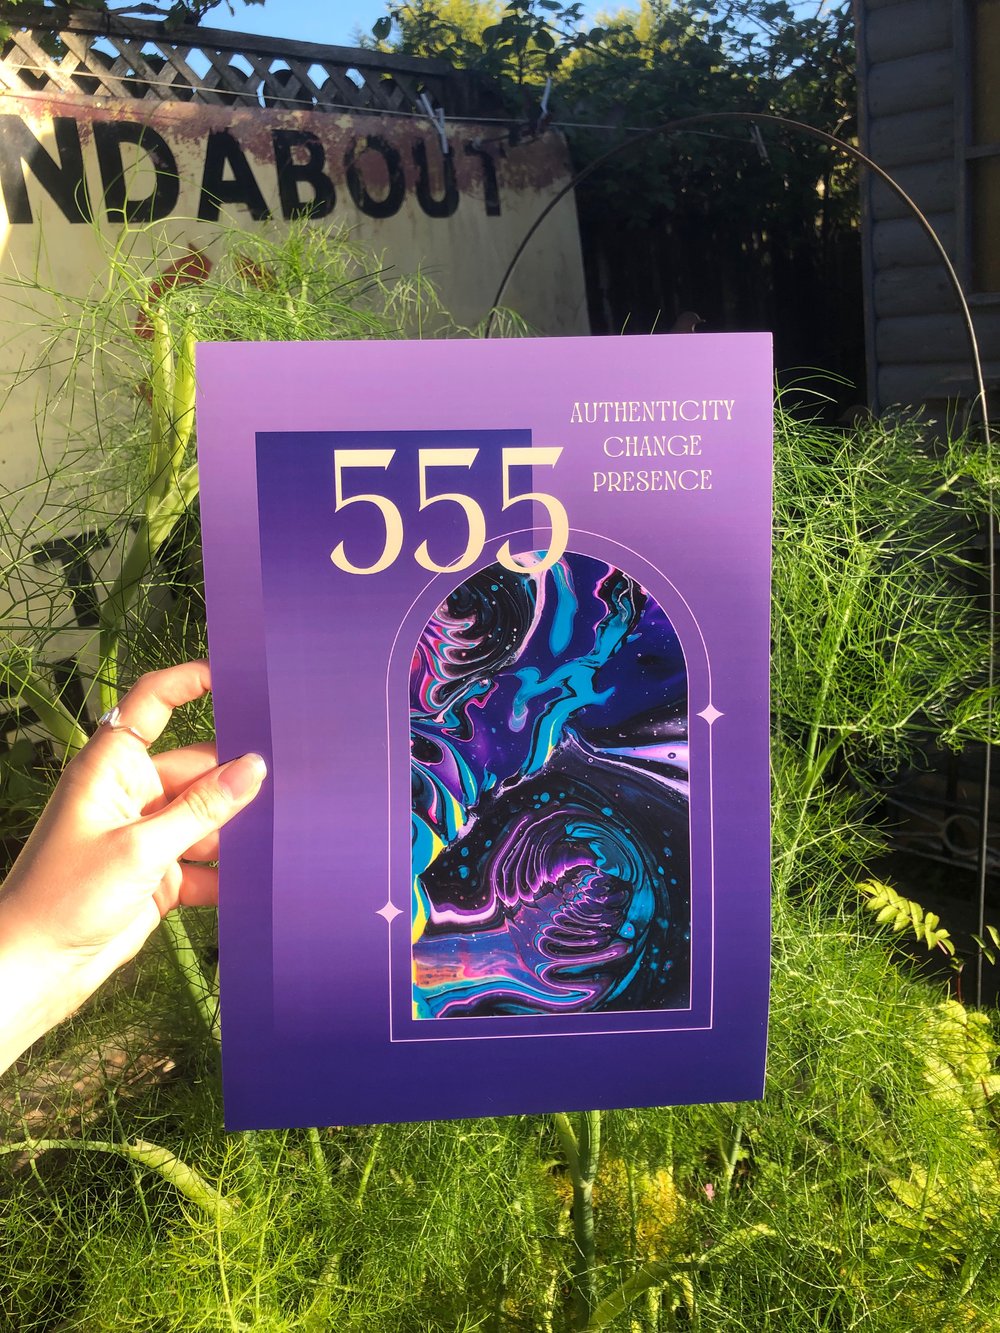 NDABOUT
555
AUTHENTICITY
CHANGE
PRESENCE